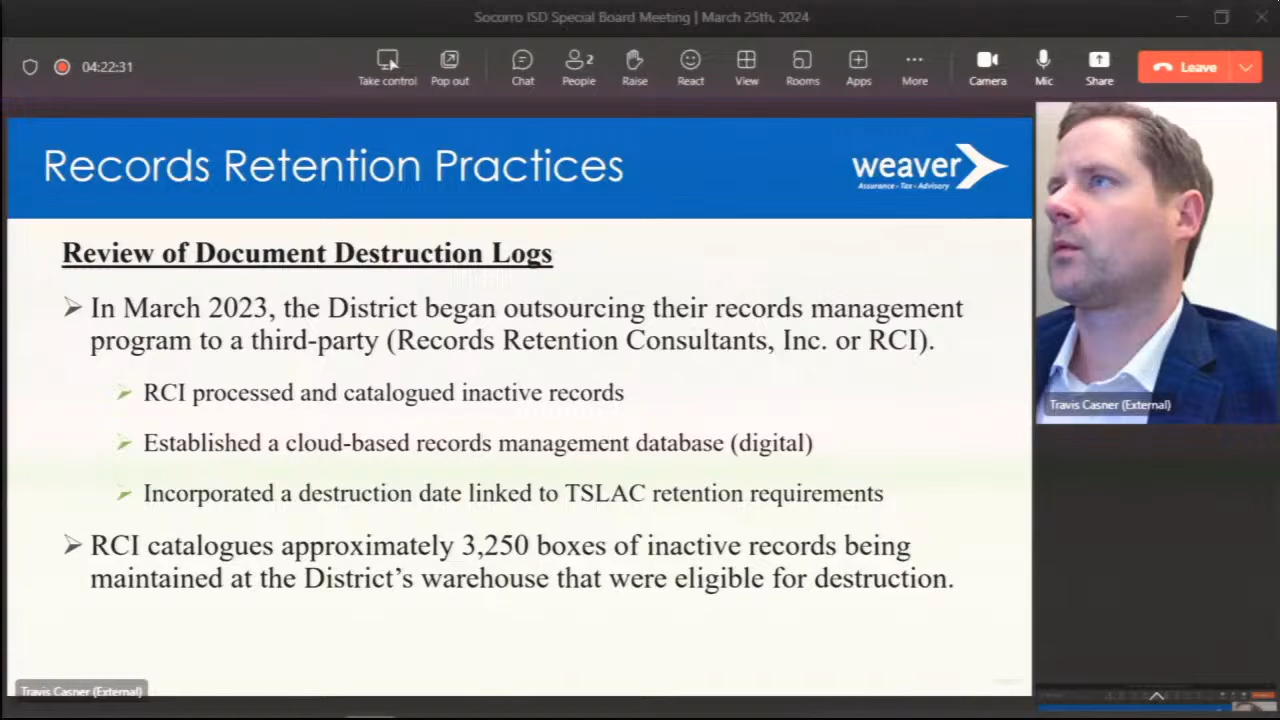 Socorro ISD Special Board Meeting | March 25th, 2024
04:22:31
Take control
Pop out
Chat
People
2
Raise
React
View
Rooms
Apps
More
Camera
Mic
Share
Leave
Records Retention Practices
weaver
Assurance • Tax • Advisory
Review of Document Destruction Logs
In March 2023, the District began outsourcing their records management
program to a third-party (Records Retention Consultants, Inc. or RCI).
RCI processed and catalogued inactive records
Established a cloud-based records management database (digital)
Incorporated a destruction date linked to TSLAC retention requirements
RCI catalogues approximately 3,250 boxes of inactive records being
maintained at the District's warehouse that were eligible for destruction.
Travis Casner (External)
Travis Casner (External)